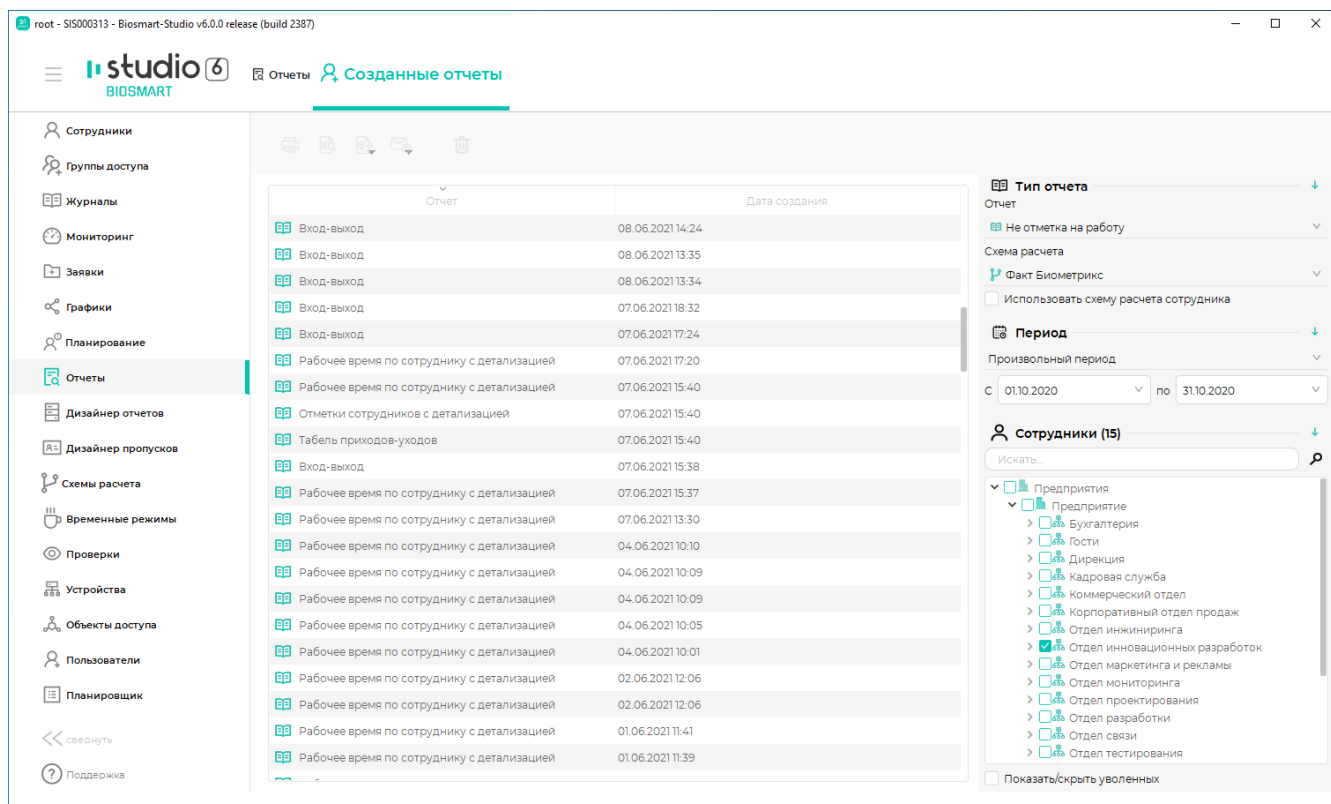 root - SIS000313 - Biosmart-Studio v6.0.0 release (build 2387)
studio 6
BIOSMART
Отчеты
Созданные отчеты
Сотрудники
Группы доступа
Журналы
Мониторинг
Заявки
Графики
Планирование
Отчеты
Дизайнер отчетов
Дизайнер пропусков
Схемы расчета
Временные режимы
Проверки
Устройства
Объекты доступа
Пользователи
Планировщик
свернуть
Поддержка
Отчет Дата создания
Вход-выход 08.06.2021 14:24
Вход-выход 08.06.2021 13:35
Вход-выход 08.06.2021 13:34
Вход-выход 07.06.2021 18:32
Вход-выход 07.06.2021 17:24
Рабочее время по сотруднику с детализацией 07.06.2021 17:20
Рабочее время по сотруднику с детализацией 07.06.2021 15:40
Отметки сотрудников с детализацией 07.06.2021 15:40
Табель приходов-уходов 07.06.2021 15:40
Вход-выход 07.06.2021 15:38
Рабочее время по сотруднику с детализацией 07.06.2021 15:37
Рабочее время по сотруднику с детализацией 07.06.2021 13:30
Рабочее время по сотруднику с детализацией 04.06.2021 10:10
Рабочее время по сотруднику с детализацией 04.06.2021 10:09
Рабочее время по сотруднику с детализацией 04.06.2021 10:09
Рабочее время по сотруднику с детализацией 04.06.2021 10:05
Рабочее время по сотруднику с детализацией 04.06.2021 10:01
Рабочее время по сотруднику с детализацией 02.06.2021 12:06
Рабочее время по сотруднику с детализацией 02.06.2021 12:06
Рабочее время по сотруднику с детализацией 01.06.2021 11:41
Рабочее время по сотруднику с детализацией 01.06.2021 11:39
Тип отчета
Отчет
Не отметка на работу
Схема расчета
Факт Биометрикс
Использовать схему расчета сотрудника
Период
Произвольный период
С 01.10.2020 по 31.10.2020
Сотрудники (15)
Искать...
Предприятия
Предприятие
Бухгалтерия
Гости
Дирекция
Кадровая служба
Коммерческий отдел
Корпоративный отдел продаж
Отдел инжиниринга
Отдел инновационных разработок
Отдел маркетинга и рекламы
Отдел мониторинга
Отдел проектирования
Отдел разработки
Отдел связи
Отдел тестирования
Показать/скрыть уволенных